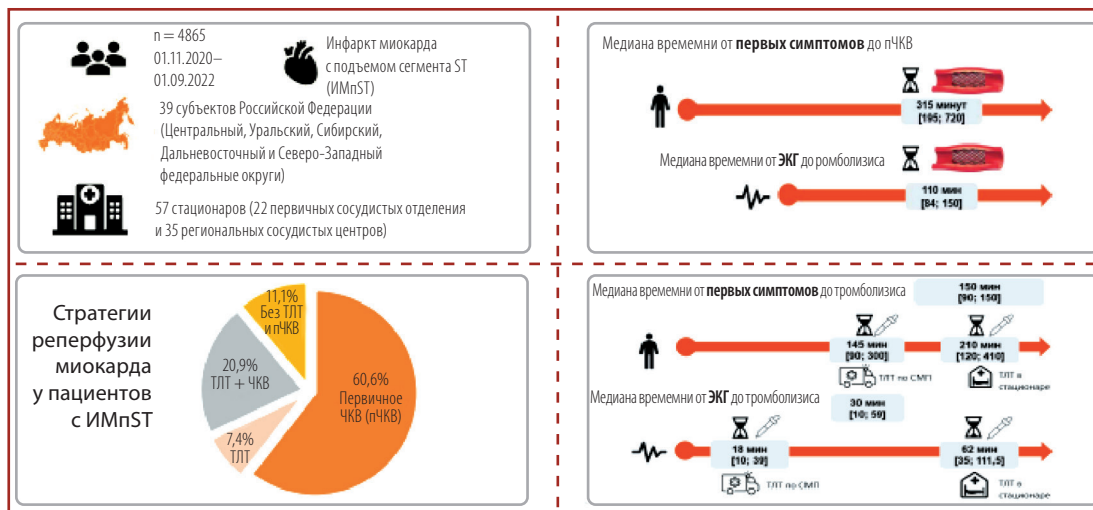 n = 4865
01.11.2020–
01.09.2022
Инфаркт миокарда
с подъемом сегмента ST
(ИМпST)
39 субъектов Российской Федерации
(Центральный, Уральский, Сибирский,
Дальневосточный и Северо-Западный
федеральные округи)
57 стационаров (22 первичных сосудистых отделения
и 35 региональных сосудистых центров)
Медиана времемни от первых симптомов до пЧКВ
315 минут
[195; 720]
Медиана времемни от ЭКГ до ромболизиса
110 мин
[84; 150]
Стратегии
реперфузии
миокарда
у пациентов
с ИМпST
11,1%
Без ТЛТ
и пЧКВ
20,9%
ТЛТ + ЧКВ
7,4%
ТЛТ
60,6%
Первичное
ЧКВ (пЧКВ)
Медиана времемни от первых симптомов до тромболизиса
150 мин
[90; 150]
145 мин
[90; 300]
ТЛТ по СМП
210 мин
[120; 410]
ТЛТ в
стационаре
Медиана времемни от ЭКГ до тромболизиса
30 мин
[10; 59]
18 мин
[10; 39]
ТЛТ по СМП
62 мин
[35; 111,5]
ТЛТ в
стационаре